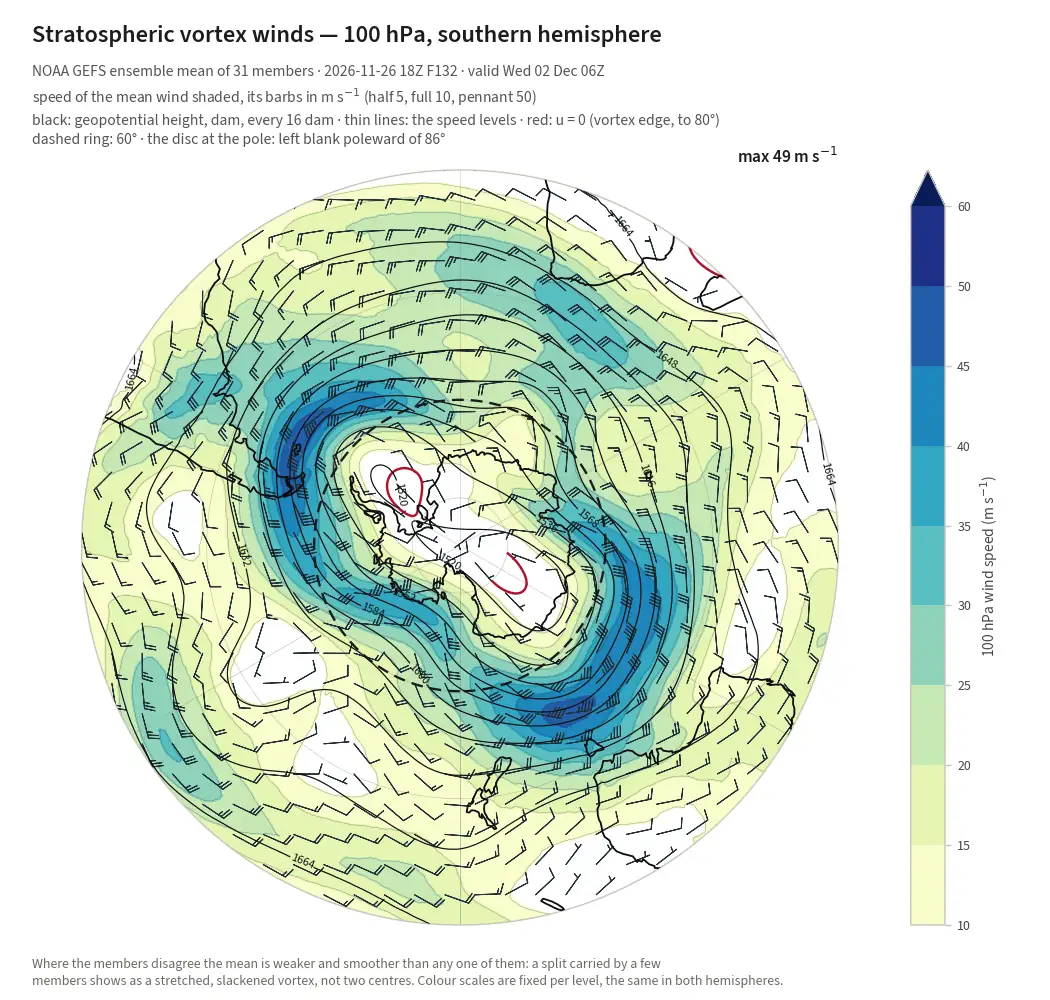 Stratospheric vortex winds — 100 hPa, southern hemisphere
NOAA GEFS ensemble mean of 31 members · 2026-11-26 18Z F132 · valid Wed 02 Dec 06Z
speed of the mean wind shaded, its barbs in m s⁻¹ (half 5, full 10, pennant 50)
black: geopotential height, dam, every 16 dam · thin lines: the speed levels · red: u = 0 (vortex edge, to 80°)
dashed ring: 60° · the disc at the pole: left blank poleward of 86°
max 49 m s⁻¹
1664
1648
1664
1664
1520
1568
1632
1520
1584
1664
60
50
45
40
35
30
25
20
15
10
100 hPa wind speed (m s⁻¹)
Where the members disagree the mean is weaker and smoother than any one of them: a split carried by a few
members shows as a stretched, slackened vortex, not two centres. Colour scales are fixed per level, the same in both hemispheres.